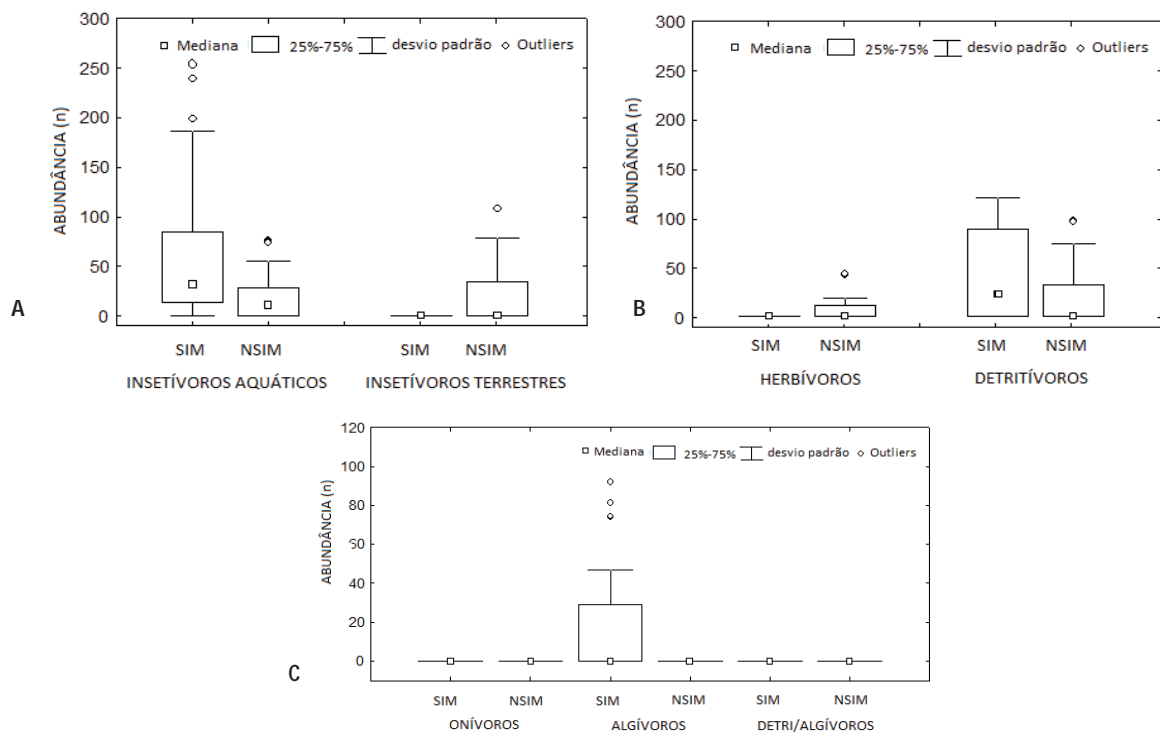 A
300
250
200
150
100
50
0
ABUNDÂNCIA (n)
Mediana 25%-75% desvio padrão Outliers
SIM NSIM SIM NSIM
INSETÍVOROS AQUÁTICOS INSETÍVOROS TERRESTRES
B
300
250
200
150
100
50
0
ABUNDÂNCIA (n)
Mediana 25%-75% desvio padrão Outliers
SIM NSIM SIM NSIM
HERBÍVOROS DETRITÍVOROS
C
120
100
80
60
40
20
0
ABUNDÂNCIA (n)
Mediana 25%-75% desvio padrão Outliers
SIM NSIM SIM NSIM SIM NSIM
ONÍVOROS ALGÍVOROS DETRI/ALGÍVOROS